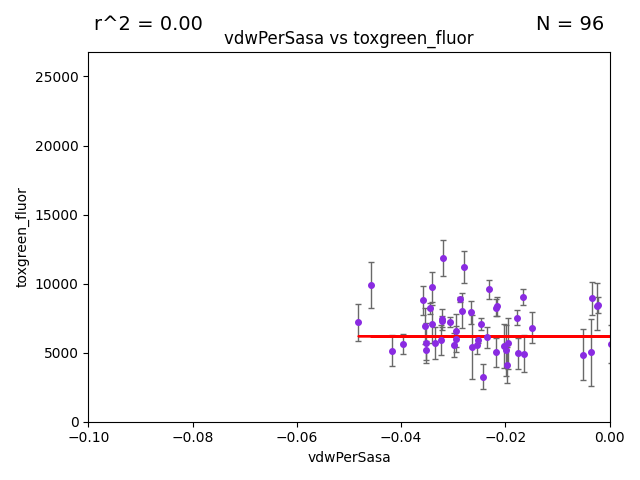 r^2 = 0.00
N = 96
vdwPerSasa vs toxgreen_fluor
25000
20000
15000
10000
5000
0
toxgreen_fluor
−0.10
−0.08
−0.06
−0.04
−0.02
0.00
vdwPerSasa